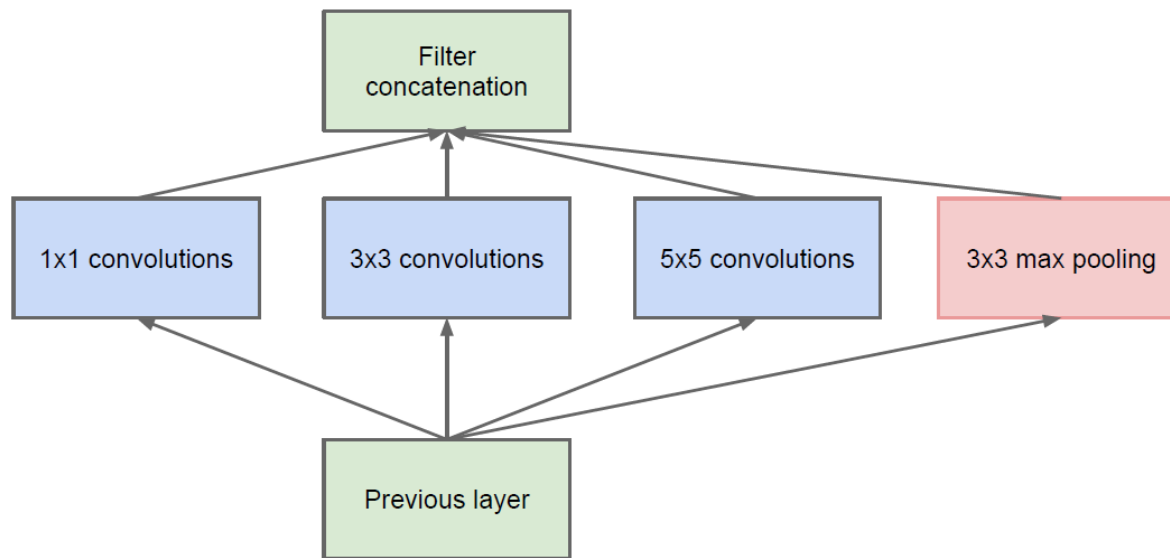 Filter
concatenation
1x1 convolutions
3x3 convolutions
5x5 convolutions
3x3 max pooling
Previous layer